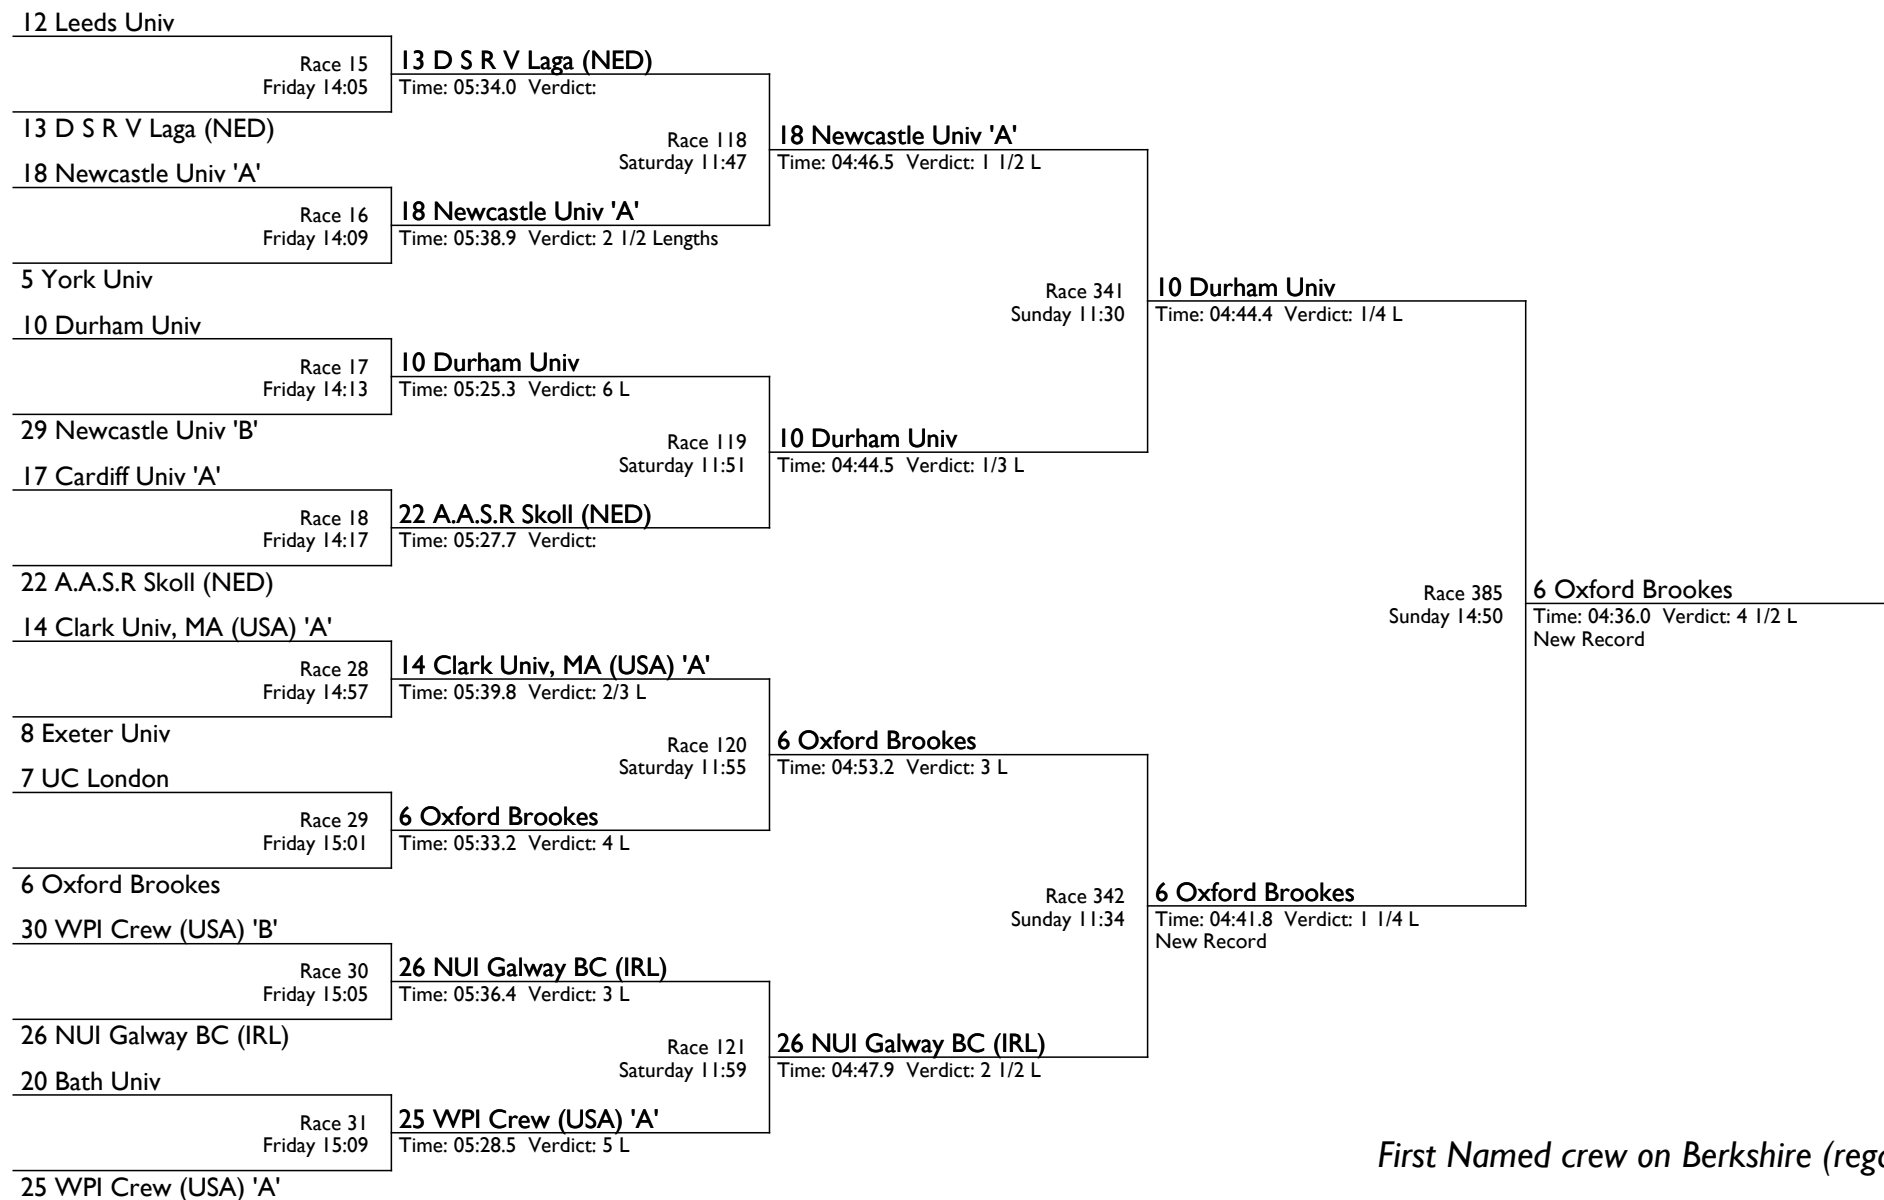 12 Leeds Univ
Race 15
Friday 14:05
13 D S R V Laga (NED)
18 Newcastle Univ 'A'
Race 16
Friday 14:09
5 York Univ
10 Durham Univ
Race 17
Friday 14:13
29 Newcastle Univ 'B'
17 Cardiff Univ 'A'
Race 18
Friday 14:17
22 A.A.S.R Skoll (NED)
14 Clark Univ, MA (USA) 'A'
Race 28
Friday 14:57
8 Exeter Univ
7 UC London
Race 29
Friday 15:01
6 Oxford Brookes
30 WPI Crew (USA) 'B'
Race 30
Friday 15:05
26 NUI Galway BC (IRL)
20 Bath Univ
Race 31
Friday 15:09
25 WPI Crew (USA) 'A'
13 D S R V Laga (NED)
Time: 05:34.0 Verdict:
Race 118
Saturday 11:47
18 Newcastle Univ 'A'
Time: 05:38.9 Verdict: 2 1/2 Lengths
10 Durham Univ
Time: 05:25.3 Verdict: 6 L
Race 119
Saturday 11:51
22 A.A.S.R Skoll (NED)
Time: 05:27.7 Verdict:
14 Clark Univ, MA (USA) 'A'
Time: 05:39.8 Verdict: 2/3 L
Race 120
Saturday 11:55
6 Oxford Brookes
Time: 05:33.2 Verdict: 4 L
26 NUI Galway BC (IRL)
Time: 05:36.4 Verdict: 3 L
Race 121
Saturday 11:59
25 WPI Crew (USA) 'A'
Time: 05:28.5 Verdict: 5 L
18 Newcastle Univ 'A'
Time: 04:46.5 Verdict: 1 1/2 L
Race 341
Sunday 11:30
10 Durham Univ
Time: 04:44.5 Verdict: 1/3 L
6 Oxford Brookes
Time: 04:53.2 Verdict: 3 L
Race 342
Sunday 11:34
26 NUI Galway BC (IRL)
Time: 04:47.9 Verdict: 2 1/2 L
10 Durham Univ
Time: 04:44.4 Verdict: 1/4 L
Race 385
Sunday 14:50
6 Oxford Brookes
Time: 04:41.8 Verdict: 1 1/4 L
New Record
6 Oxford Brookes
Time: 04:36.0 Verdict: 4 1/2 L
New Record
First Named crew on Berkshire